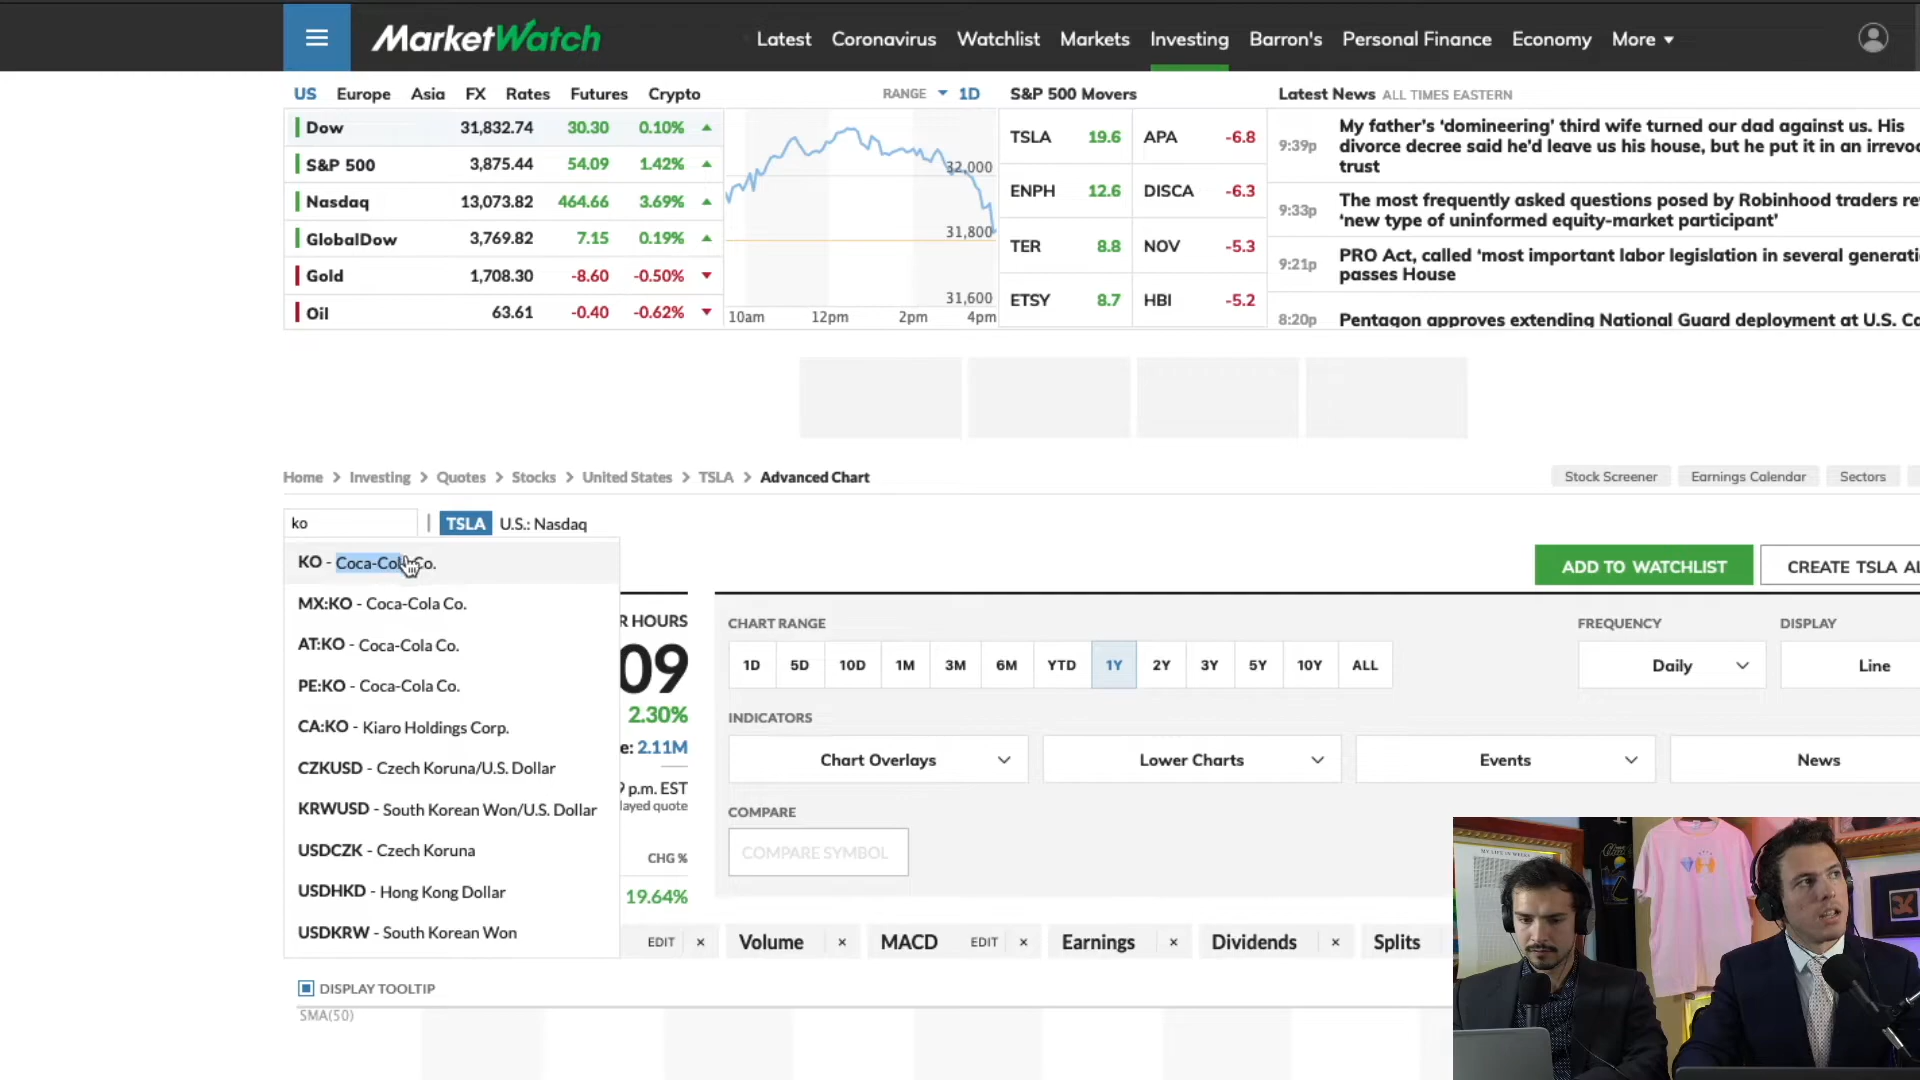 MarketWatch
Latest Coronavirus Watchlist Markets Investing Barron's Personal Finance Economy More
US Europe Asia FX Rates Futures Crypto
RANGE 1D
Dow 31,832.74 30.30 0.10%
S&P 500 3,875.44 54.09 1.42%
Nasdaq 13,073.82 464.66 3.69%
GlobalDow 3,769.82 7.15 0.19%
Gold 1,708.30 -8.60 -0.50%
Oil 63.61 -0.40 -0.62%
32,000
31,800
31,600
10am 12pm 2pm 4pm
S&P 500 Movers
TSLA 19.6 APA -6.8
ENPH 12.6 DISCA -6.3
TER 8.8 NOV -5.3
ETSY 8.7 HBI -5.2
Latest News ALL TIMES EASTERN
9:39p My father's 'domineering' third wife turned our dad against us. His
divorce decree said he'd leave us his house, but he put it in an irrevoc
trust
9:33p The most frequently asked questions posed by Robinhood traders re
'new type of uninformed equity-market participant'
9:21p PRO Act, called 'most important labor legislation in several generati
passes House
8:20p Pentagon approves extending National Guard deployment at U.S. Ca
Home > Investing > Quotes > Stocks > United States > TSLA > Advanced Chart
Stock Screener Earnings Calendar Sectors
ko | TSLA U.S.: Nasdaq
KO - Coca-Cola Co.
MX:KO - Coca-Cola Co.
AT:KO - Coca-Cola Co.
PE:KO - Coca-Cola Co.
CA:KO - Kiaro Holdings Corp.
CZKUSD - Czech Koruna/U.S. Dollar
KRWUSD - South Korean Won/U.S. Dollar
USDCZK - Czech Koruna
USDHKD - Hong Kong Dollar
USDKRW - South Korean Won
ADD TO WATCHLIST
CREATE TSLA AL
R HOURS
09
2.30%
e: 2.11M
9 p.m. EST
layed quote
CHG %
19.64%
CHART RANGE
1D 5D 10D 1M 3M 6M YTD 1Y 2Y 3Y 5Y 10Y ALL
FREQUENCY
Daily
DISPLAY
Line
INDICATORS
Chart Overlays Lower Charts Events News
COMPARE
COMPARE SYMBOL
EDIT × Volume × MACD EDIT × Earnings × Dividends × Splits
DISPLAY TOOLTIP
SMA(50)
MY LIFE IN WEEKS